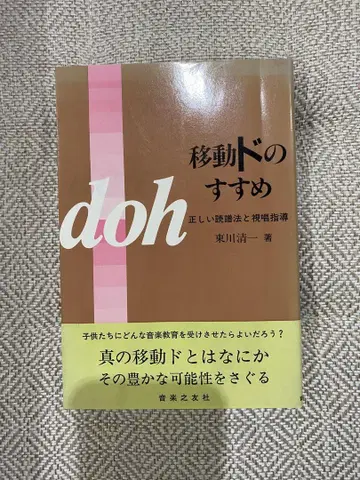 移動ドの
すすめ
doh
正しい読譜法と視唱指導
東川清一 著
子供たちにどんな音楽教育を受けさせたらよいだろう？
真の移動ドとはなにか
その豊かな可能性をさぐる
音楽之友社